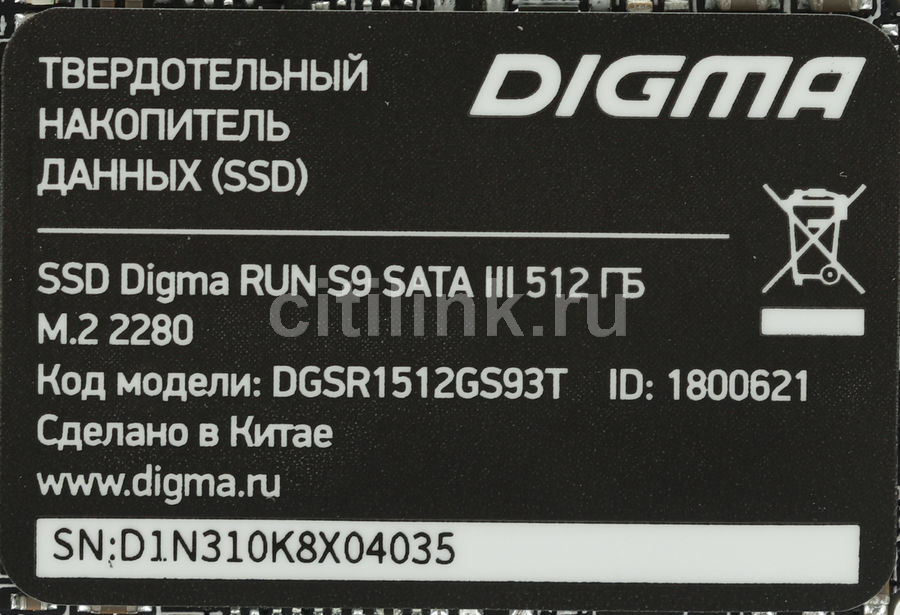 ТВЕРДОТЕЛЬНЫЙ
НАКОПИТЕЛЬ
ДАННЫХ (SSD)
DIGMA
SSD Digma RUN S9 SATA III 512 ГБ
citilink.ru
M.2 2280
Код модели: DGSR1512GS93T ID: 1800621
Сделано в Китае
www.digma.ru
SN:D1N310K8X04035